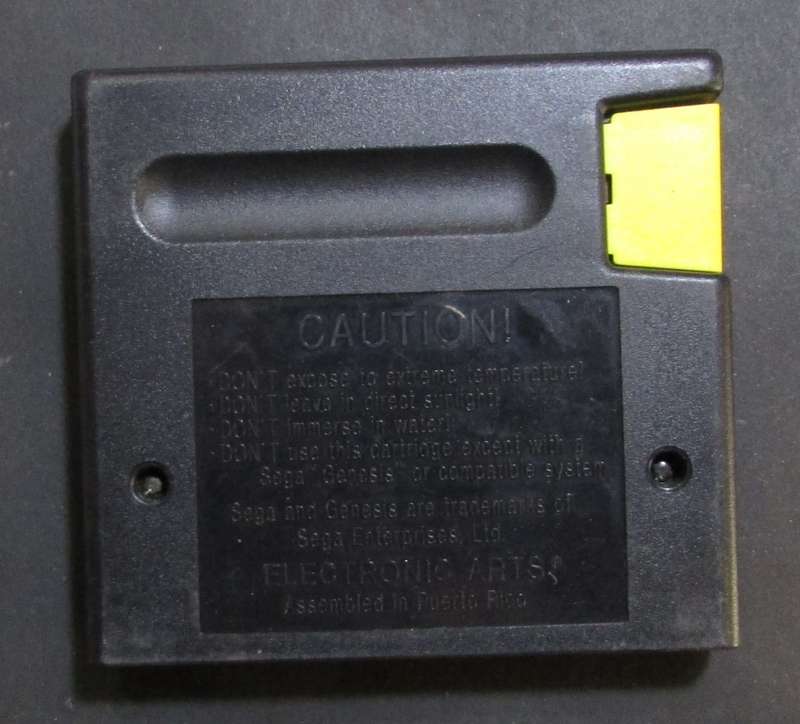 CAUTION!
·DON'T expose to extreme temperature!
·DON'T leave in direct sunlight!
·DON'T immerse in water!
·DON'T use this cartridge except with a
Sega™ Genesis™ or compatible system
Sega and Genesis are trademarks of
Sega Enterprises, Ltd.
ELECTRONIC ARTS®
Assembled in Puerto Rico